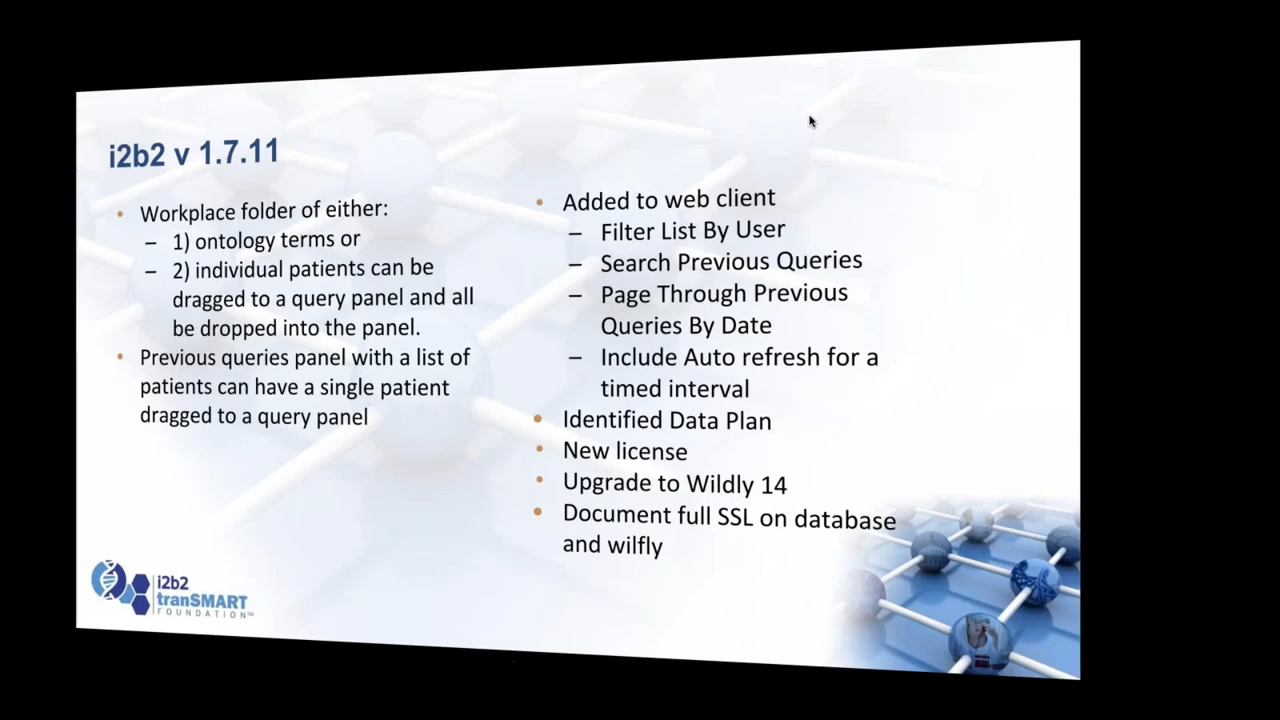 i2b2 v 1.7.11
• Workplace folder of either:
– 1) ontology terms or
– 2) individual patients can be
dragged to a query panel and all
be dropped into the panel.
• Previous queries panel with a list of
patients can have a single patient
dragged to a query panel
• Added to web client
– Filter List By User
– Search Previous Queries
– Page Through Previous
Queries By Date
– Include Auto refresh for a
timed interval
• Identified Data Plan
• New license
• Upgrade to Wildly 14
• Document full SSL on database
and wilfly
i2b2
tranSMART
FOUNDATION™